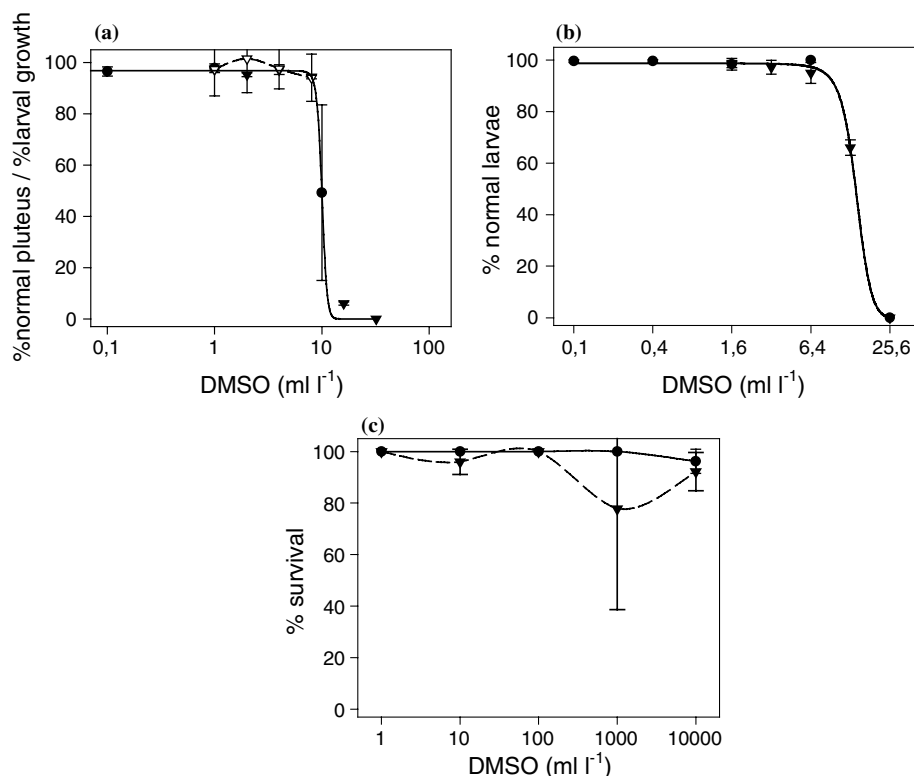 (a)
100
80
60
40
20
0
%normal pluteus / %larval growth
0,1 1 10 100
DMSO (ml l⁻¹)
(b)
100
80
60
40
20
0
% normal larvae
0,1 0,4 1,6 6,4 25,6
DMSO (ml l⁻¹)
(c)
100
80
60
40
20
0
% survival
1 10 100 1000 10000
DMSO (ml l⁻¹)